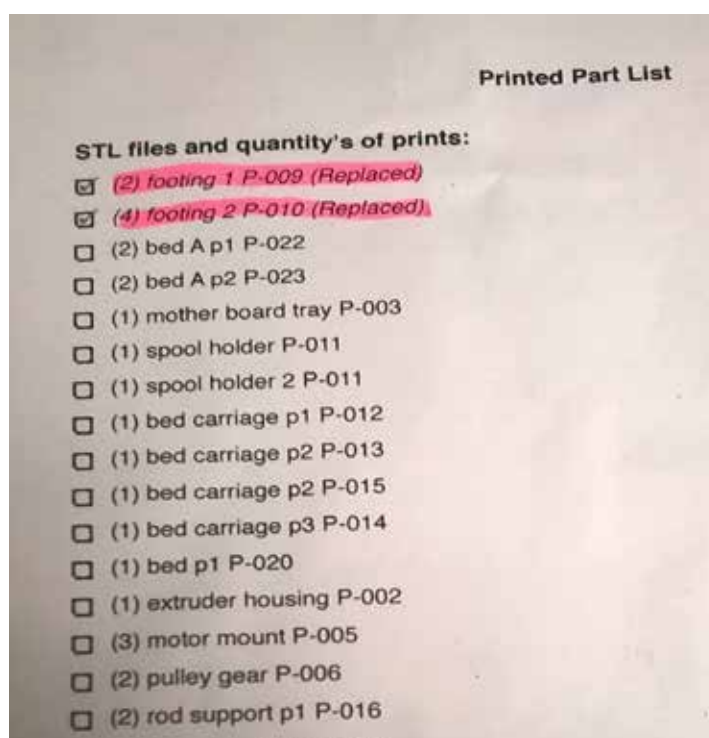 Printed Part List
STL files and quantity's of prints:
(2) footing 1 P-009 (Replaced)
(4) footing 2 P-010 (Replaced)
(2) bed A p1 P-022
(2) bed A p2 P-023
(1) mother board tray P-003
(1) spool holder P-011
(1) spool holder 2 P-011
(1) bed carriage p1 P-012
(1) bed carriage p2 P-013
(1) bed carriage p2 P-015
(1) bed carriage p3 P-014
(1) bed p1 P-020
(1) extruder housing P-002
(3) motor mount P-005
(2) pulley gear P-006
(2) rod support p1 P-016